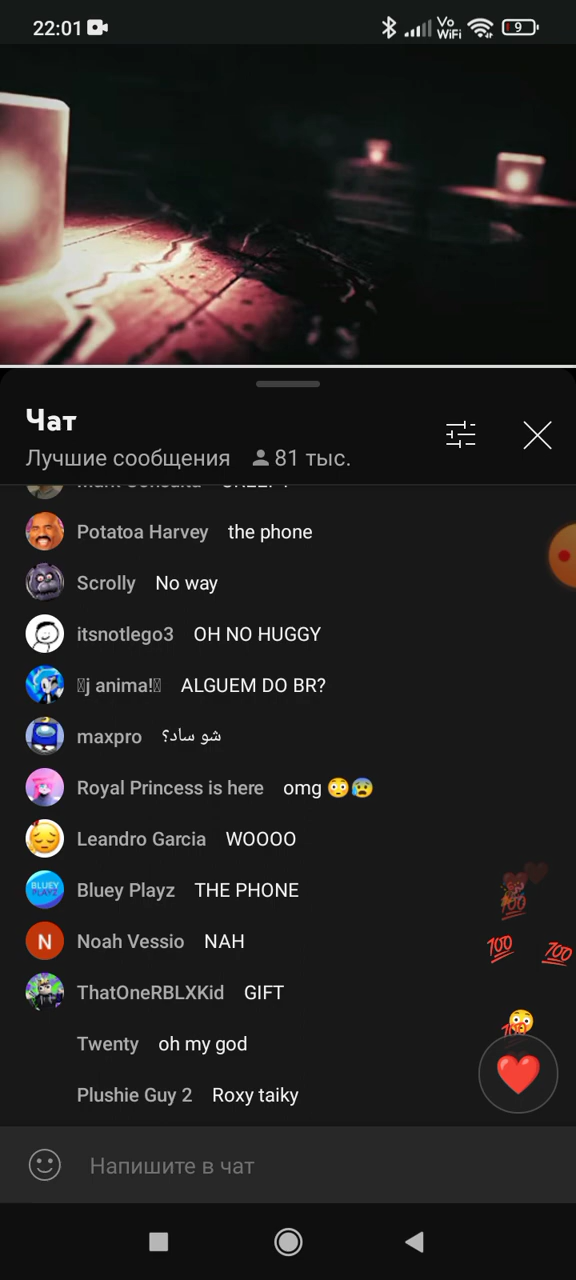 22:01
Vo
WiFi
9
Чат
Лучшие сообщения 81 тыс.
Potatoa Harvey the phone
Scrolly No way
itsnotlego3 OH NO HUGGY
j anima! ALGUEM DO BR?
maxpro شو ساد؟
Royal Princess is here omg 😳😰
Leandro Garcia WOOOO
BLUEY PLAYZ
Bluey Playz THE PHONE
N
Noah Vessio NAH
ThatOneRBLXKid GIFT
Twenty oh my god
Plushie Guy 2 Roxy taiky
Напишите в чат